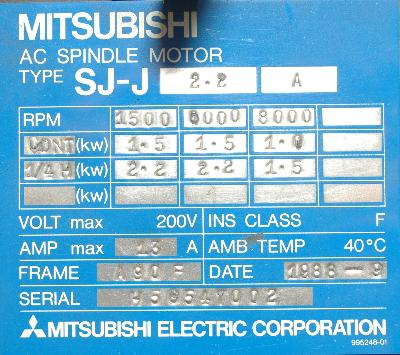 MITSUBISHI
AC SPINDLE MOTOR
TYPE SJ-J 2.2 A
RPM 1500 6000 8000
CONT (kw) 1.5 1.5 1.0
1/4 H (kw) 2.2 2.2 1.5
(kw)
VOLT max 200V INS CLASS F
AMP max 13 A AMB TEMP 40°C
FRAME A90F DATE 1988-9
SERIAL
MITSUBISHI ELECTRIC CORPORATION
995248-01